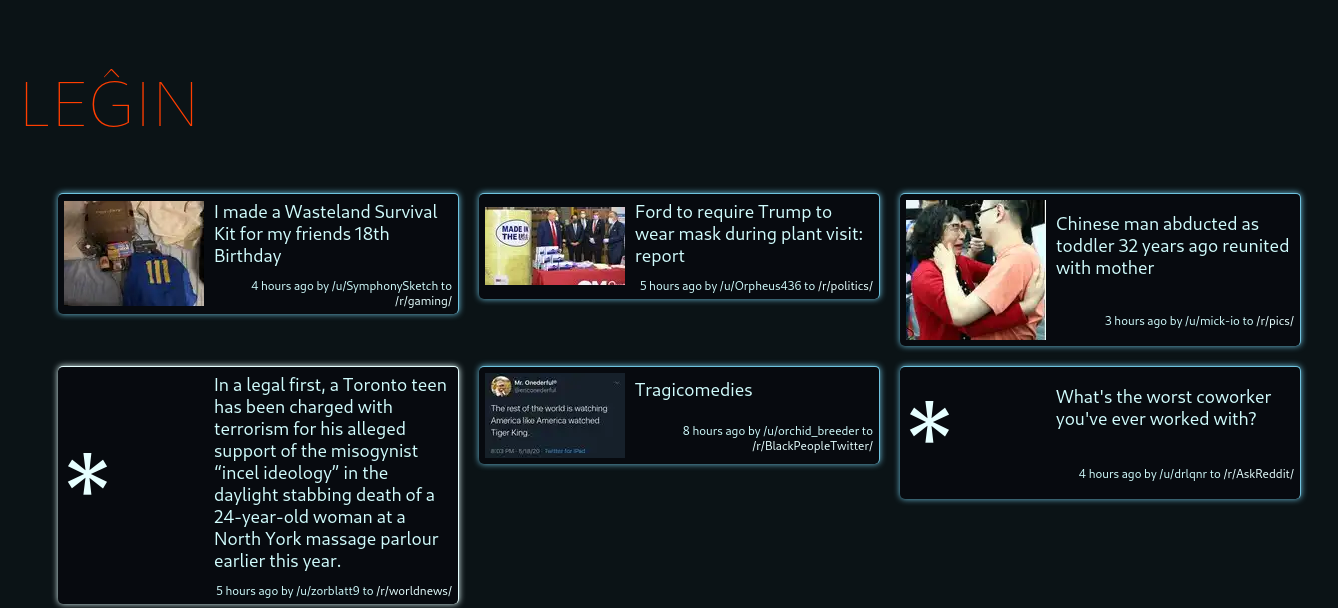 LEĜIN
I made a Wasteland Survival
Kit for my friends 18th
Birthday
4 hours ago by /u/SymphonySketch to
/r/gaming/
MADE IN
THE USA
Ford to require Trump to
wear mask during plant visit:
report
5 hours ago by /u/Orpheus436 to /r/politics/
Chinese man abducted as
toddler 32 years ago reunited
with mother
3 hours ago by /u/mick-io to /r/pics/
*
In a legal first, a Toronto teen
has been charged with
terrorism for his alleged
support of the misogynist
“incel ideology” in the
daylight stabbing death of a
24-year-old woman at a
North York massage parlour
earlier this year.
5 hours ago by /u/zorblatt9 to /r/worldnews/
Mr. Onederful
The rest of the world is watching
America like America watched
Tiger King.
8:03 PM · 5/18/20 · Twitter for iPad
Tragicomedies
8 hours ago by /u/orchid_breeder to
/r/BlackPeopleTwitter/
*
What's the worst coworker
you've ever worked with?
4 hours ago by /u/drlqnr to /r/AskReddit/